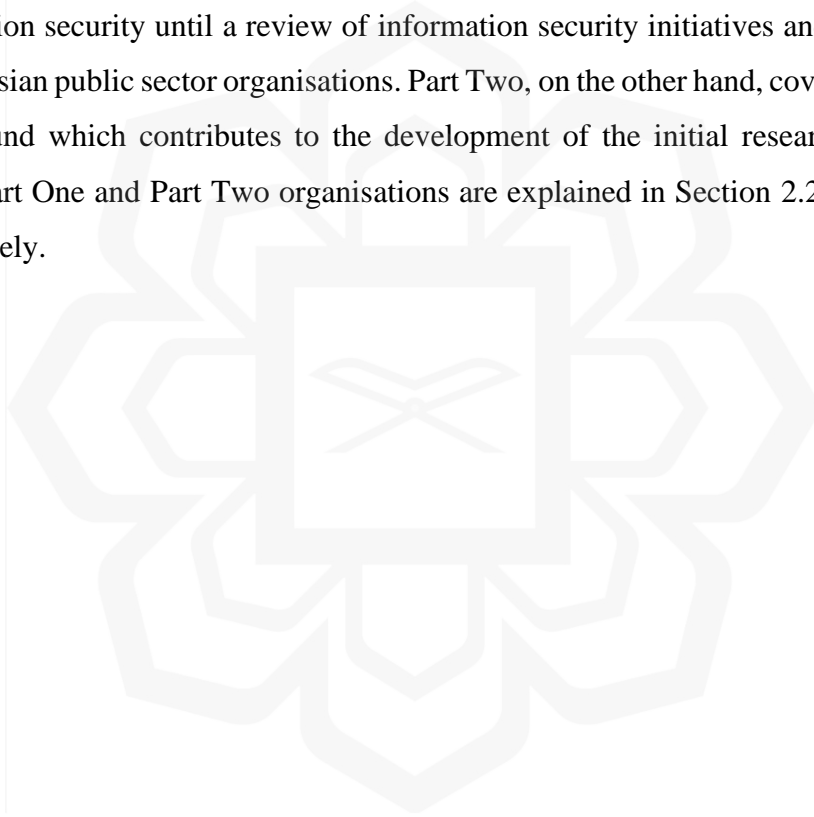 ion security until a review of information security initiatives an
sian public sector organisations. Part Two, on the other hand, cov
und which contributes to the development of the initial resear
art One and Part Two organisations are explained in Section 2.2
ely.